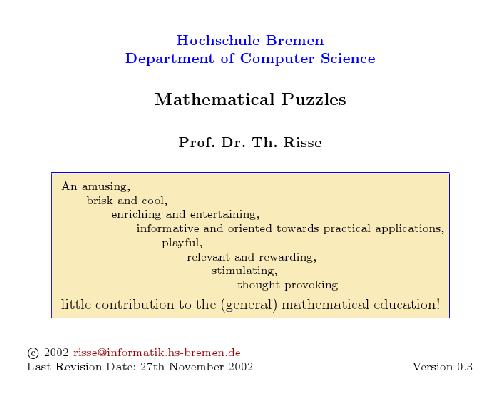 Hochschule Bremen
Department of Computer Science
Mathematical Puzzles
Prof. Dr. Th. Risse
An amusing,
brisk and cool,
enriching and entertaining,
informative and oriented towards practical applications,
playful,
relevant and rewarding,
stimulating,
thought-provoking
little contribution to the (general) mathematical education!
© 2002 risse@informatik.hs-bremen.de
Last Revision Date: 27th November 2002 Version 0.3